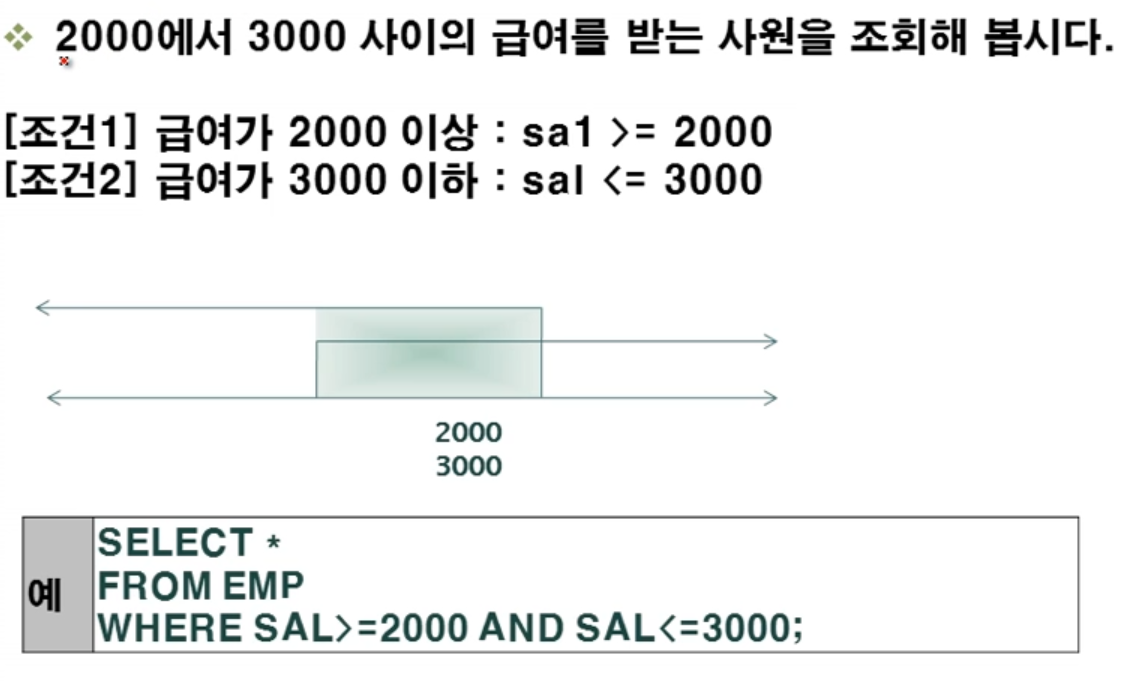 2000에서 3000 사이의 급여를 받는 사원을 조회해 봅시다.
[조건1] 급여가 2000 이상 : sa1 >= 2000
[조건2] 급여가 3000 이하 : sal <= 3000
2000
3000
예
SELECT *
FROM EMP
WHERE SAL>=2000 AND SAL<=3000;